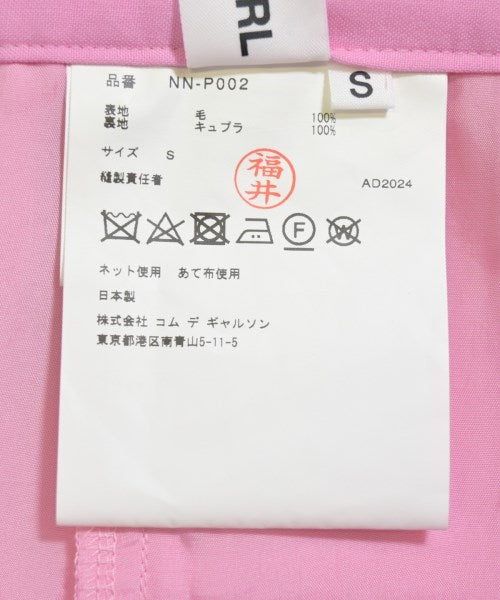 RL
S
品番 NN-P002
表地 毛 100%
裏地 キュプラ 100%
サイズ S
縫製責任者 福井 AD2024
F W
ネット使用 あて布使用
日本製
株式会社 コム デ ギャルソン
東京都港区南青山5-11-5